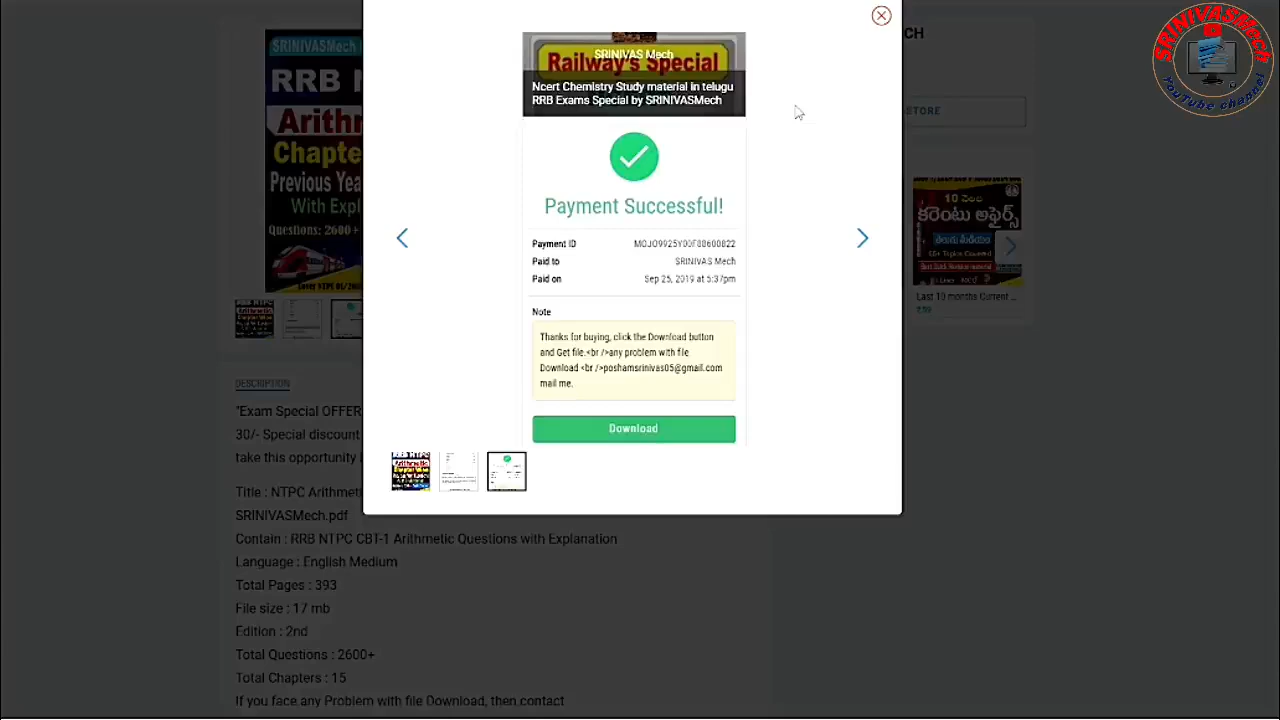 SRINIVASMech
RRB N
Arithm
Chapte
Previous Yea
With Expl
Questions: 2600+
Railway's Special
SRINIVAS Mech
Ncert Chemistry Study material in telugu
RRB Exams Special by SRINIVASMech
Payment Successful!
Payment ID
MOJO9925Y00F88600822
Paid to
SRINIVAS Mech
Paid on
Sep 25, 2019 at 5:37pm
Note
Thanks for buying, click the Download button
and Get file.<br />any problem with file
Download <br />poshamsrinivas05@gmail.com
mail me.
Download
CH
STORE
SRINIVASMech
YouTube channel
10 నెలల
కరెంటు అఫైర్స్
తెలుగు మీడియం
Last 10 months Current ...
₹59
DESCRIPTION
"Exam Special OFFER
30/- Special discount
take this opportunity
Title : NTPC Arithmeti
SRINIVASMech.pdf
Contain : RRB NTPC CBT-1 Arithmetic Questions with Explanation
Language : English Medium
Total Pages : 393
File size : 17 mb
Edition : 2nd
Total Questions : 2600+
Total Chapters : 15
If you face any Problem with file Download, then contact